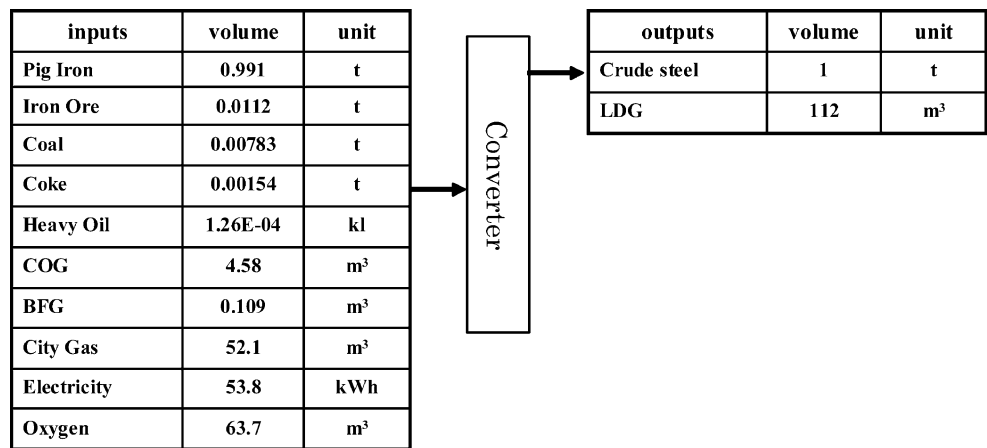 inputs volume unit
Pig Iron 0.991 t
Iron Ore 0.0112 t
Coal 0.00783 t
Coke 0.00154 t
Heavy Oil 1.26E-04 kl
COG 4.58 m³
BFG 0.109 m³
City Gas 52.1 m³
Electricity 53.8 kWh
Oxygen 63.7 m³
Converter
outputs volume unit
Crude steel 1 t
LDG 112 m³